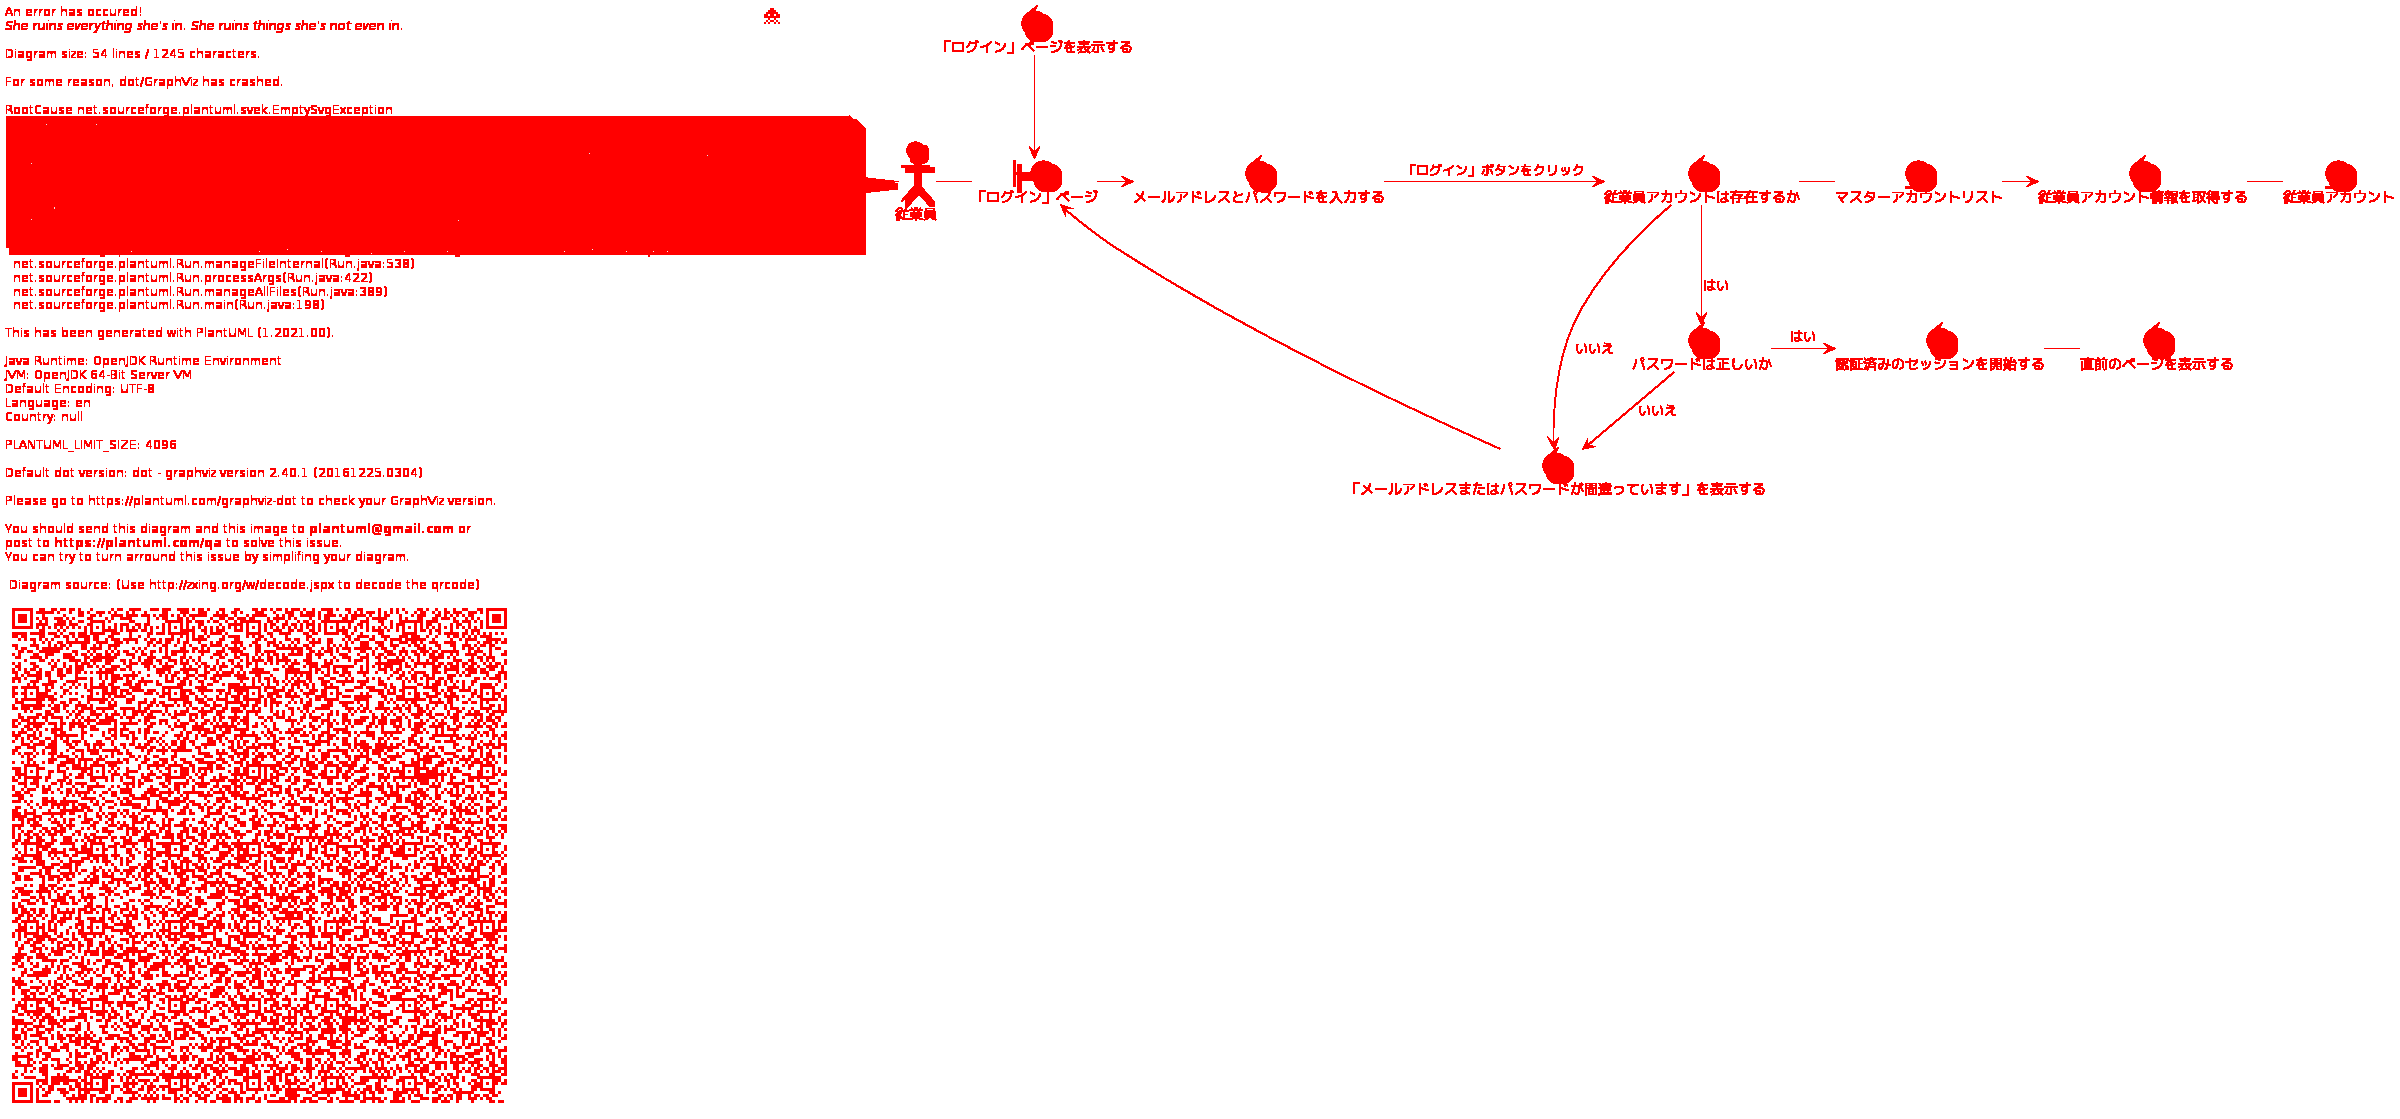 An error has occured!
She ruins everything she's in. She ruins things she's not even in.
Diagram size: 54 lines / 1245 characters.
For some reason, dot/GraphViz has crashed.
RootCause net.sourceforge.plantuml.svek.EmptySvgException
net.sourceforge.plantuml.Run.manageFileInternal(Run.java:538)
net.sourceforge.plantuml.Run.processArgs(Run.java:422)
net.sourceforge.plantuml.Run.manageAllFiles(Run.java:389)
net.sourceforge.plantuml.Run.main(Run.java:198)
This has been generated with PlantUML (1.2021.00).
Java Runtime: OpenJDK Runtime Environment
JVM: OpenJDK 64-Bit Server VM
Default Encoding: UTF-8
Language: en
Country: null
PLANTUML_LIMIT_SIZE: 4096
Default dot version: dot - graphviz version 2.40.1 (20161225.0304)
Please go to https://plantuml.com/graphviz-dot to check your GraphViz version.
You should send this diagram and this image to plantuml@gmail.com or
post to https://plantuml.com/qa to solve this issue.
You can try to turn arround this issue by simplifing your diagram.
Diagram source: (Use http://zxing.org/w/decode.jspx to decode the qrcode)
「ログイン」ページを表示する
従業員
「ログイン」ページ
メールアドレスとパスワードを入力する
「ログイン」ボタンをクリック
従業員アカウントは存在するか
マスターアカウントリスト
従業員アカウント情報を取得する
従業員アカウント
はい
いいえ
パスワードは正しいか
はい
認証済みのセッションを開始する
直前のページを表示する
いいえ
「メールアドレスまたはパスワードが間違っています」を表示する